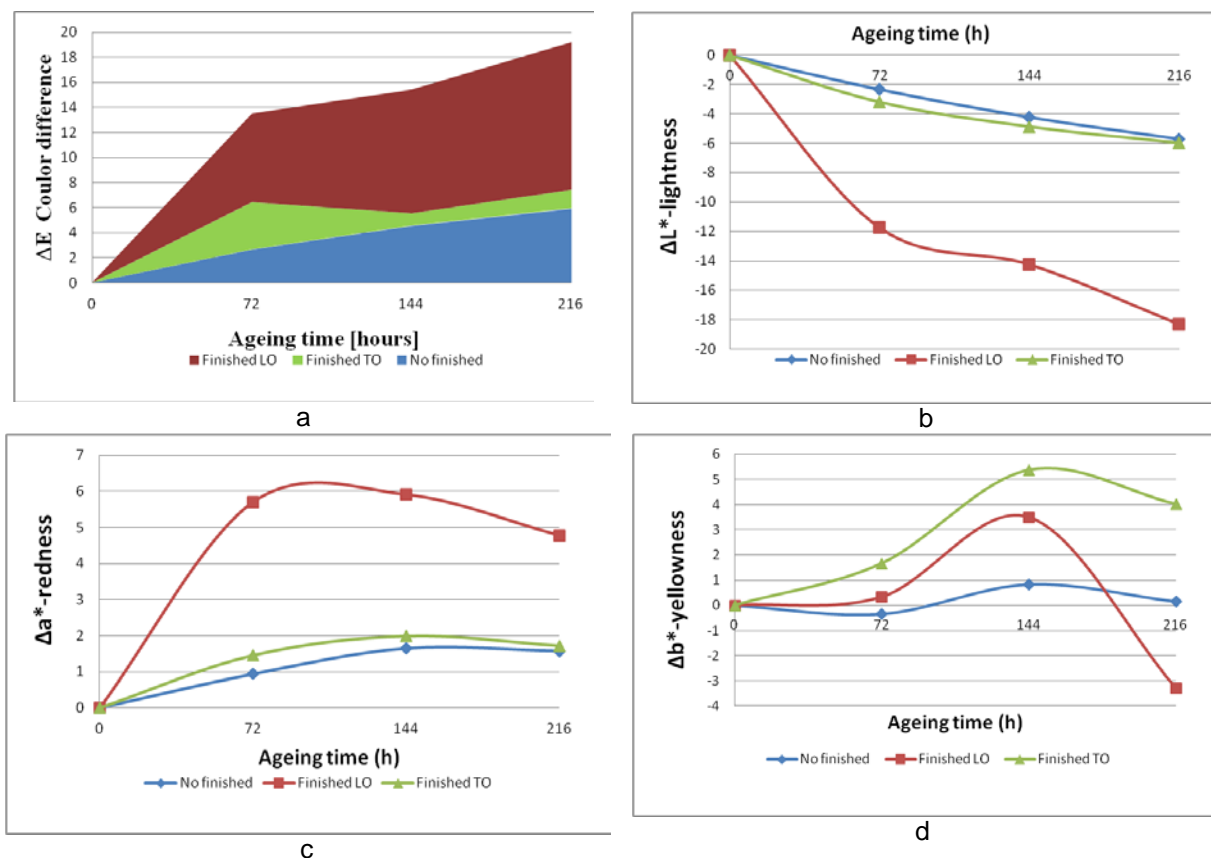 20
18
16
14
12
10
8
6
4
2
0
ΔE Coulor difference
0 72 144 216
Ageing time [hours]
Finished LO Finished TO No finished
a
Ageing time (h)
0
-2
-4
-6
-8
-10
-12
-14
-16
-18
-20
ΔL*-lightness
0 72 144 216
No finished Finished LO Finished TO
b
7
6
5
4
3
2
1
0
Δa*-redness
0 72 144 216
Ageing time (h)
No finished Finished LO Finished TO
c
6
5
4
3
2
1
0
-1
-2
-3
-4
Δb*-yellowness
0 72 144 216
Ageing time (h)
No finished Finished LO Finished TO
d